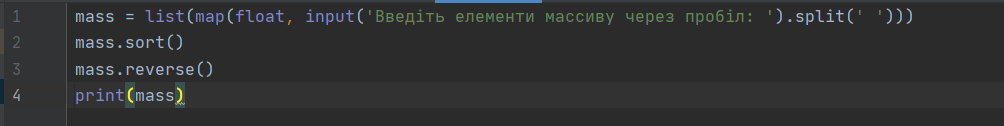 1 mass = list(map(float, input('Введіть елементи массиву через пробіл: ').split(' ')))
2 mass.sort()
3 mass.reverse()
4 print(mass)